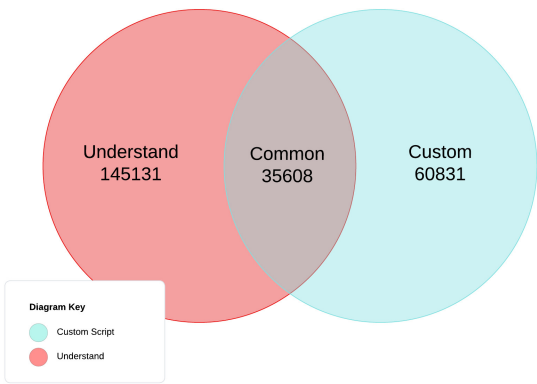 Understand
145131
Common
35608
Custom
60831
Diagram Key
Custom Script
Understand